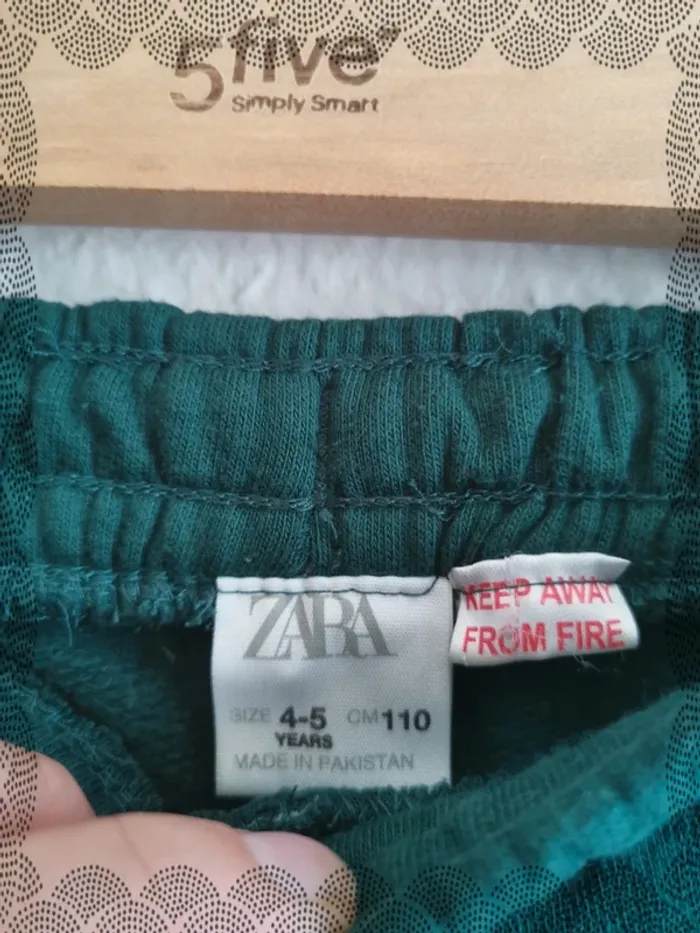 5five
Simply Smart
ZARA
SIZE 4-5 CM 110
YEARS
MADE IN PAKISTAN
KEEP AWAY
FROM FIRE